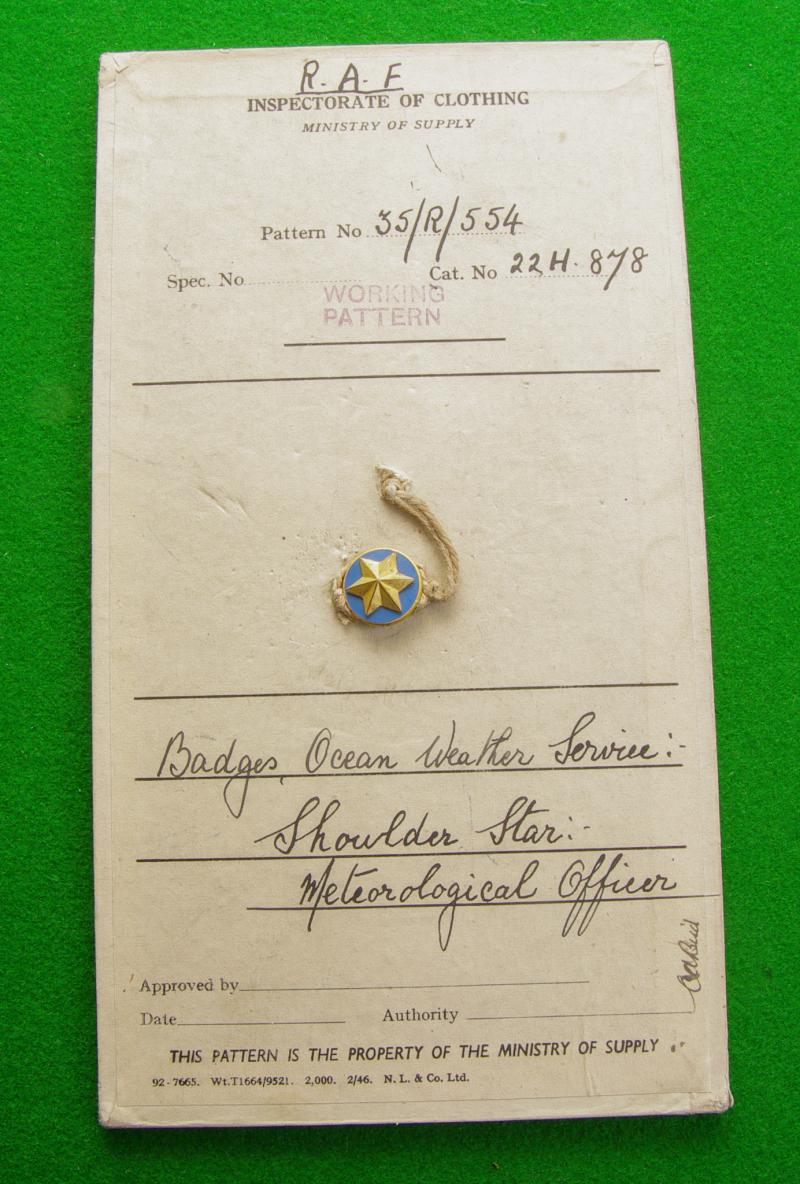 R.A.F
INSPECTORATE OF CLOTHING
MINISTRY OF SUPPLY
Pattern No 35/R/554
Spec. No Cat. No 22H.878
WORKING
PATTERN
Badges, Ocean Weather Service:-
Shoulder Star:-
Meteorological Officer
Approved by
Date Authority
THIS PATTERN IS THE PROPERTY OF THE MINISTRY OF SUPPLY
92-7665. Wt.T1664/9521. 2,000. 2/46. N. L. & Co. Ltd.